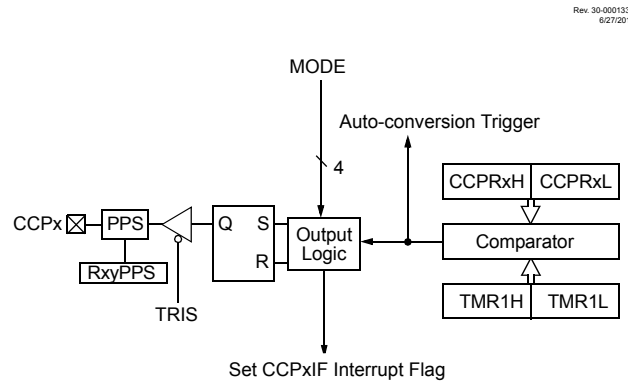 Rev. 30-000133
6/27/201
MODE
Auto-conversion Trigger
4
CCPRxH CCPRxL
CCPx PPS Q S Output Logic Comparator
R
RxyPPS
TMR1H TMR1L
TRIS
Set CCPxIF Interrupt Flag